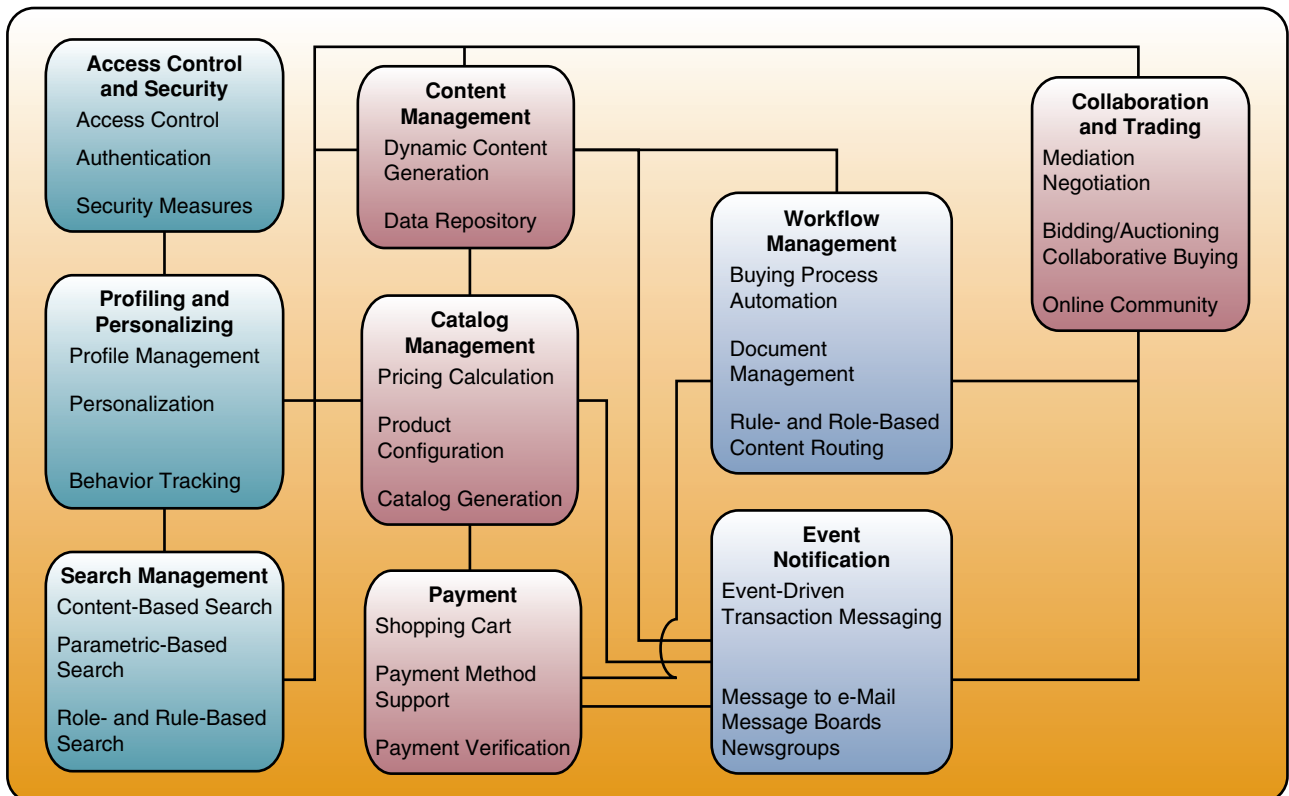 Access Control
and Security
Access Control
Authentication
Security Measures
Profiling and
Personalizing
Profile Management
Personalization
Behavior Tracking
Search Management
Content-Based Search
Parametric-Based
Search
Role- and Rule-Based
Search
Content
Management
Dynamic Content
Generation
Data Repository
Catalog
Management
Pricing Calculation
Product
Configuration
Catalog Generation
Payment
Shopping Cart
Payment Method
Support
Payment Verification
Workflow
Management
Buying Process
Automation
Document
Management
Rule- and Role-Based
Content Routing
Event
Notification
Event-Driven
Transaction Messaging
Message to e-Mail
Message Boards
Newsgroups
Collaboration
and Trading
Mediation
Negotiation
Bidding/Auctioning
Collaborative Buying
Online Community